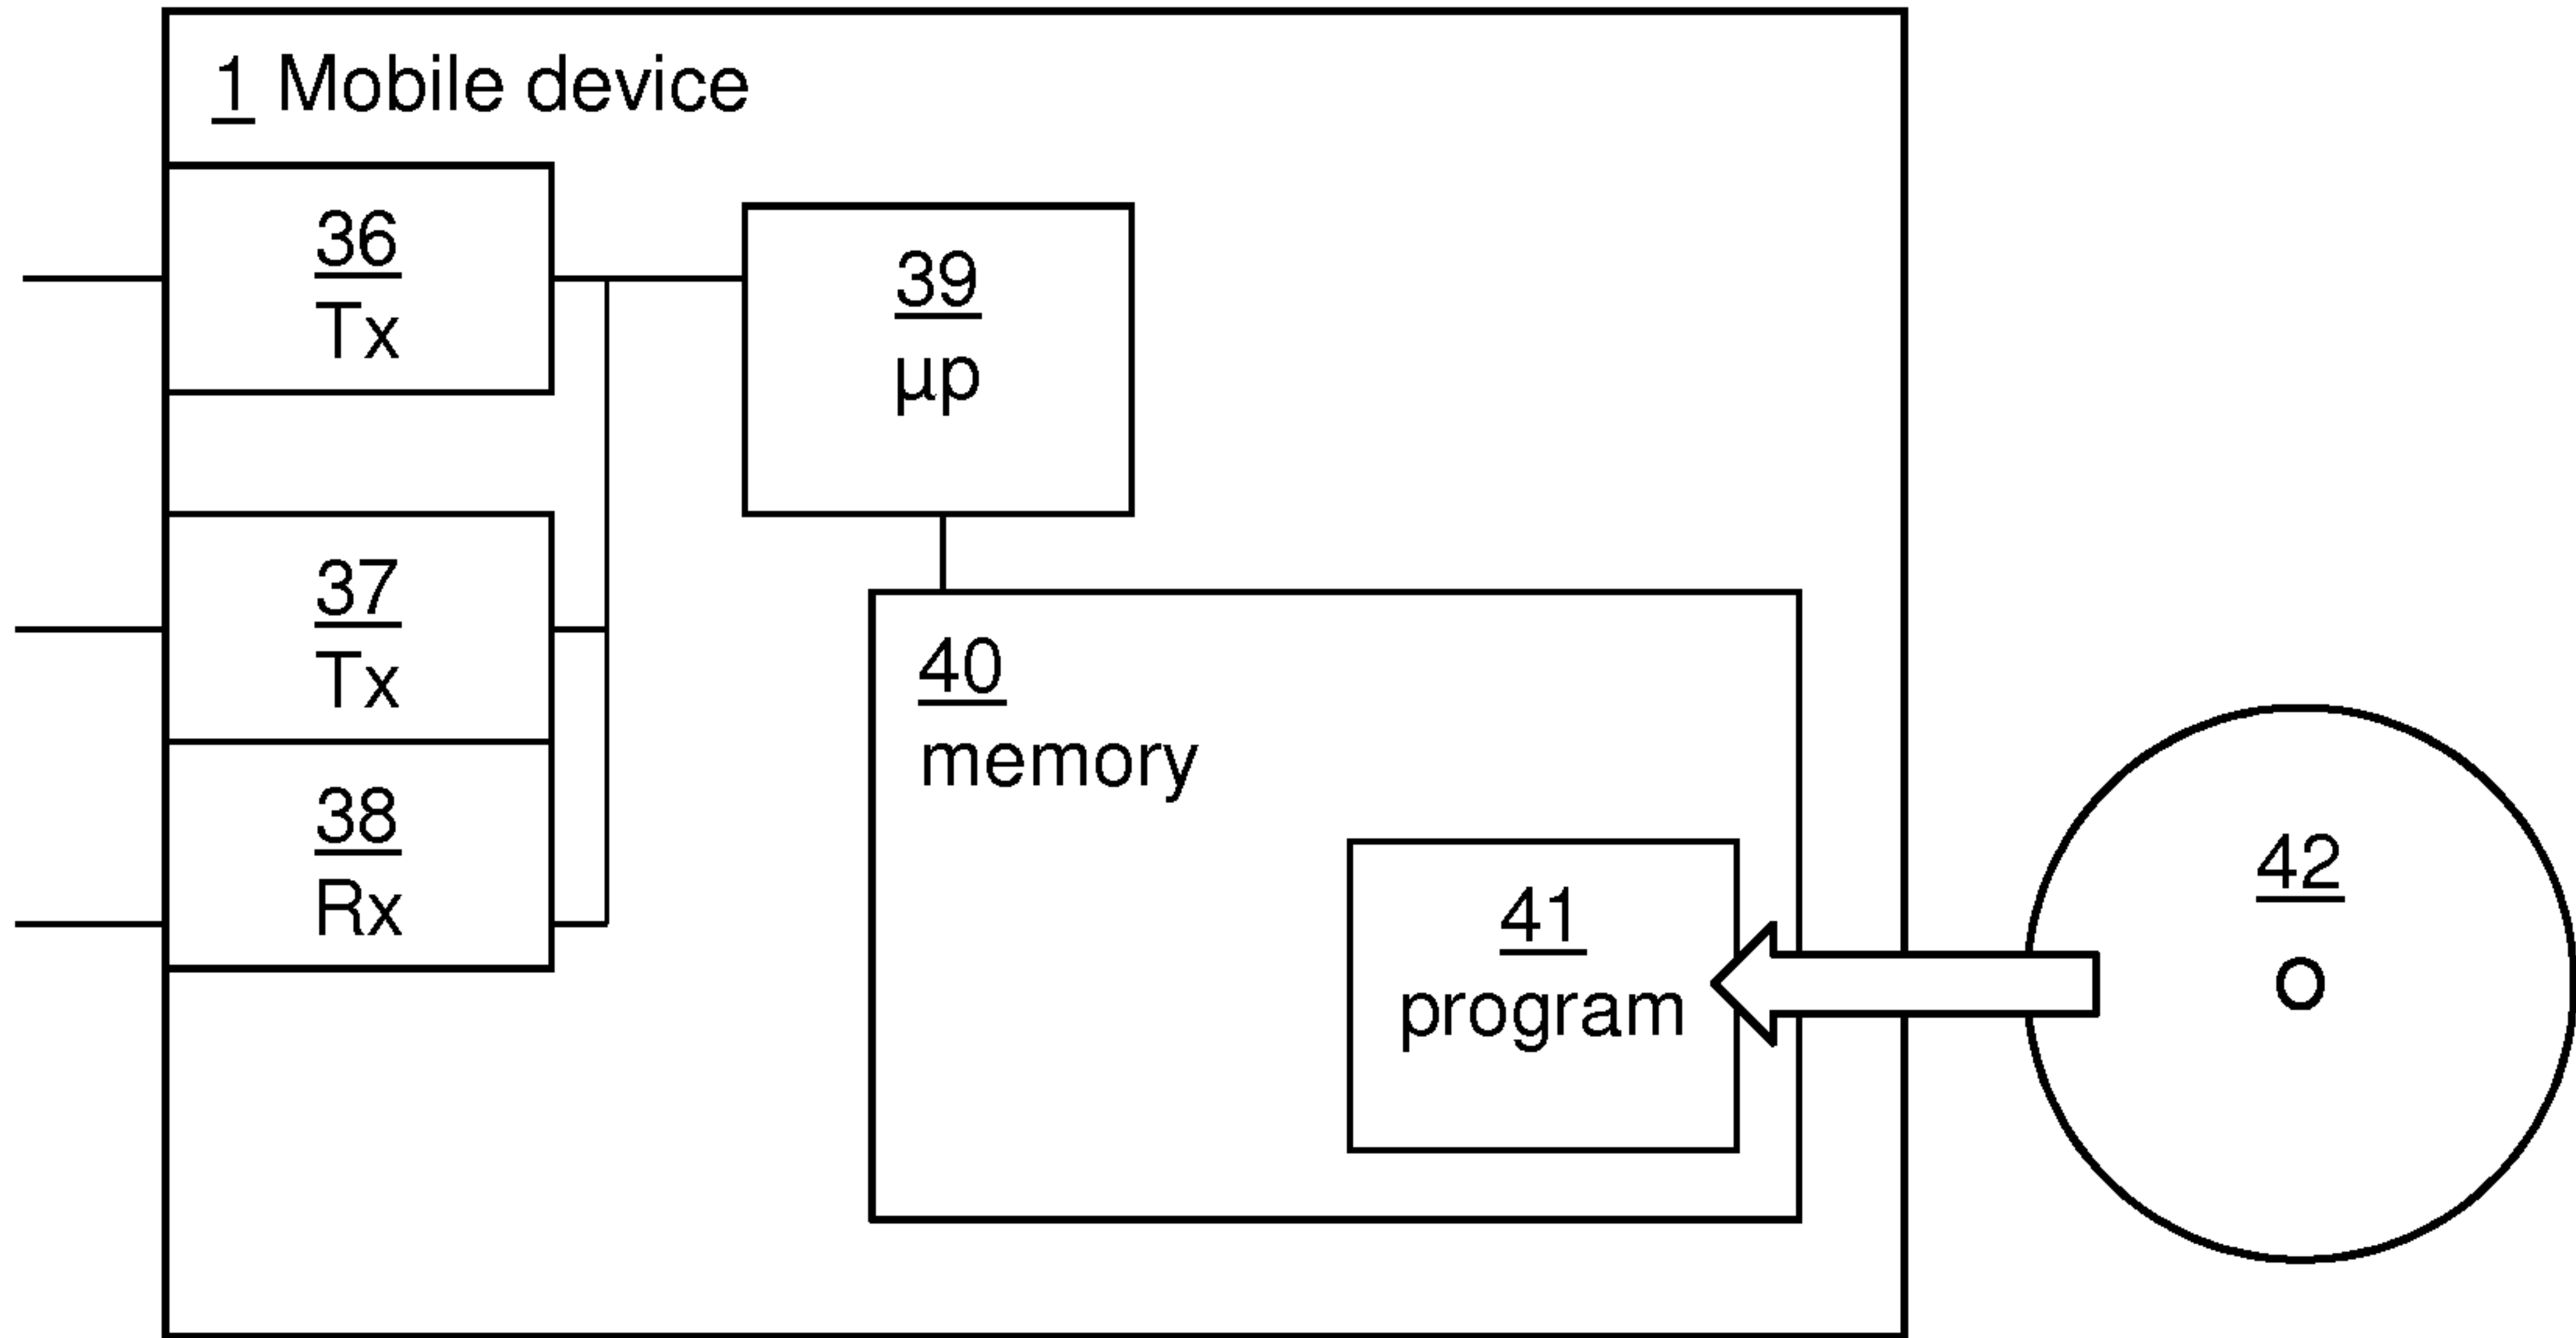 1 Mobile device
36
Tx
39
µp
37
Tx
38
Rx
40
memory
41
program
42